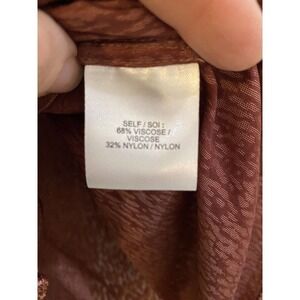 SELF / SOI :
68% VISCOSE /
VISCOSE
32% NYLON / NYLON